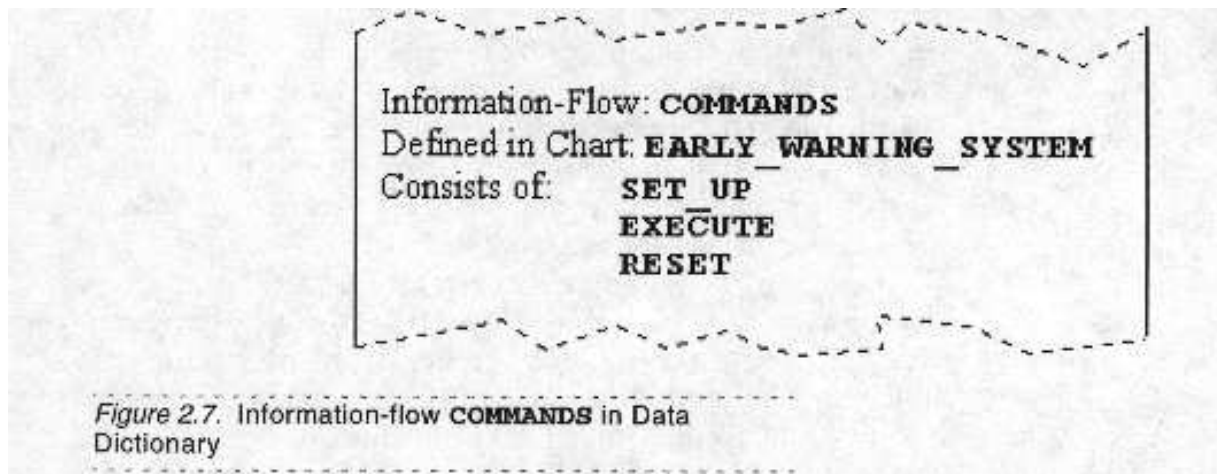 Information-Flow: COMMANDS
Defined in Chart: EARLY_WARNING_SYSTEM
Consists of: SET_UP
EXECUTE
RESET
Figure 2.7. Information-flow COMMANDS in Data
Dictionary